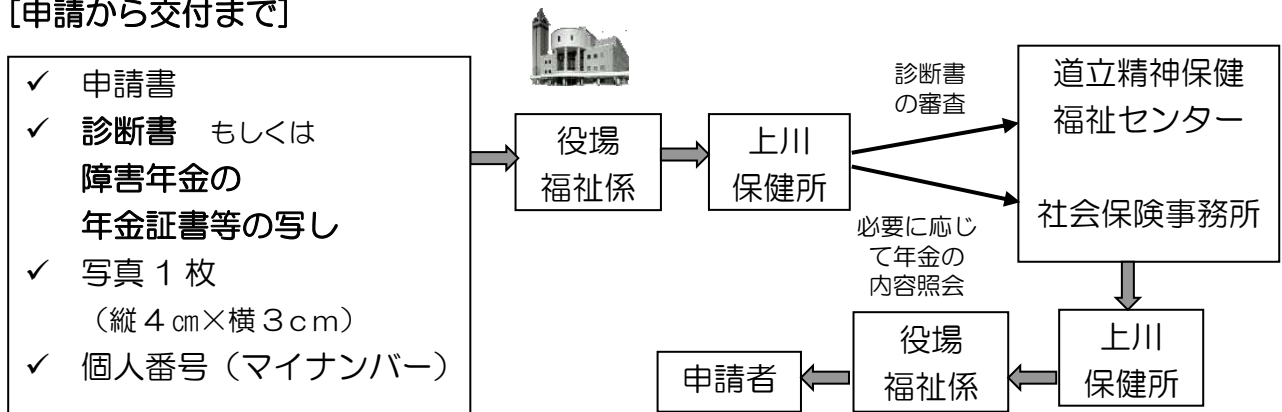 [申請から交付まで]
✓ 申請書
✓ 診断書 もしくは
障害年金の
年金証書等の写し
✓ 写真1枚
（縦4㎝×横3cm）
✓ 個人番号（マイナンバー）
役場
福祉係
上川
保健所
診断書
の審査
必要に応じ
て年金の
内容照会
道立精神保健
福祉センター
社会保険事務所
上川
保健所
役場
福祉係
申請者